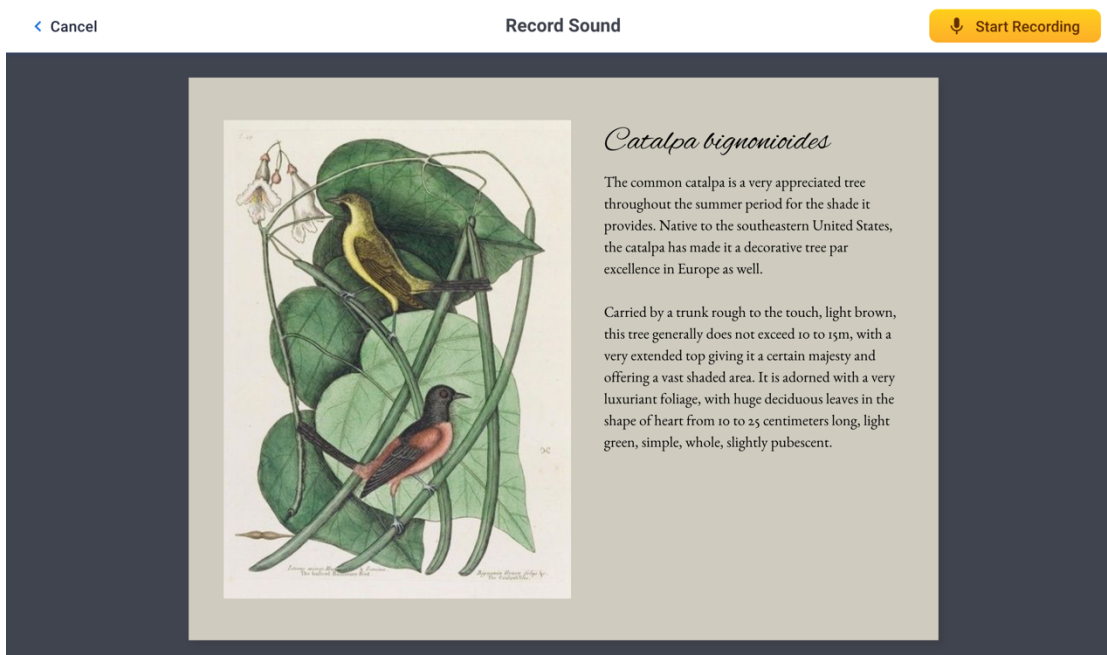 Cancel
Record Sound
Start Recording
Catalpa bignonioides
The common catalpa is a very appreciated tree
throughout the summer period for the shade it
provides. Native to the southeastern United States,
the catalpa has made it a decorative tree par
excellence in Europe as well.
Carried by a trunk rough to the touch, light brown,
this tree generally does not exceed 10 to 15m, with a
very extended top giving it a certain majesty and
offering a vast shaded area. It is adorned with a very
luxuriant foliage, with huge deciduous leaves in the
shape of heart from 10 to 25 centimeters long, light
green, simple, whole, slightly pubescent.